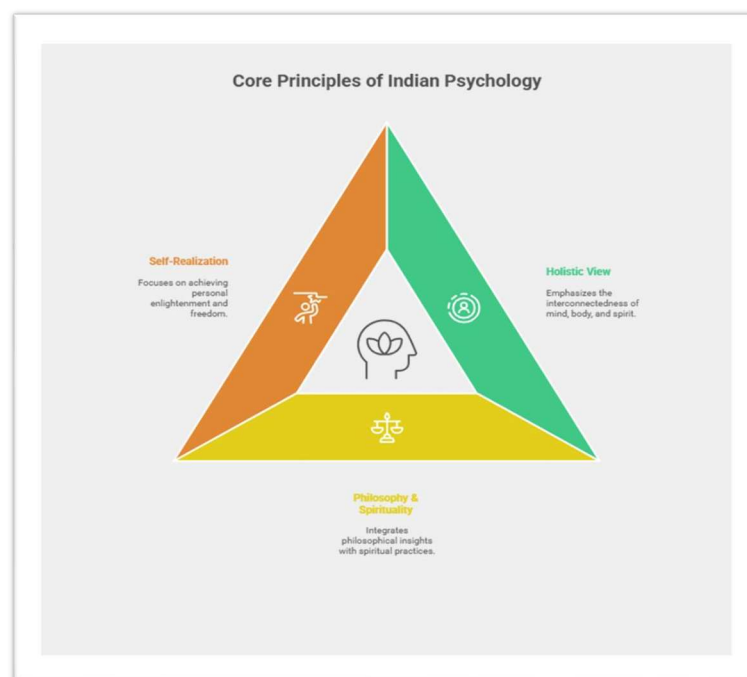 Core Principles of Indian Psychology
Self-Realization
Focuses on achieving
personal
enlightenment and
freedom.
Holistic View
Emphasizes the
interconnectedness of
mind, body, and spirit.
Philosophy &
Spirituality
Integrates
philosophical insights
with spiritual practices.